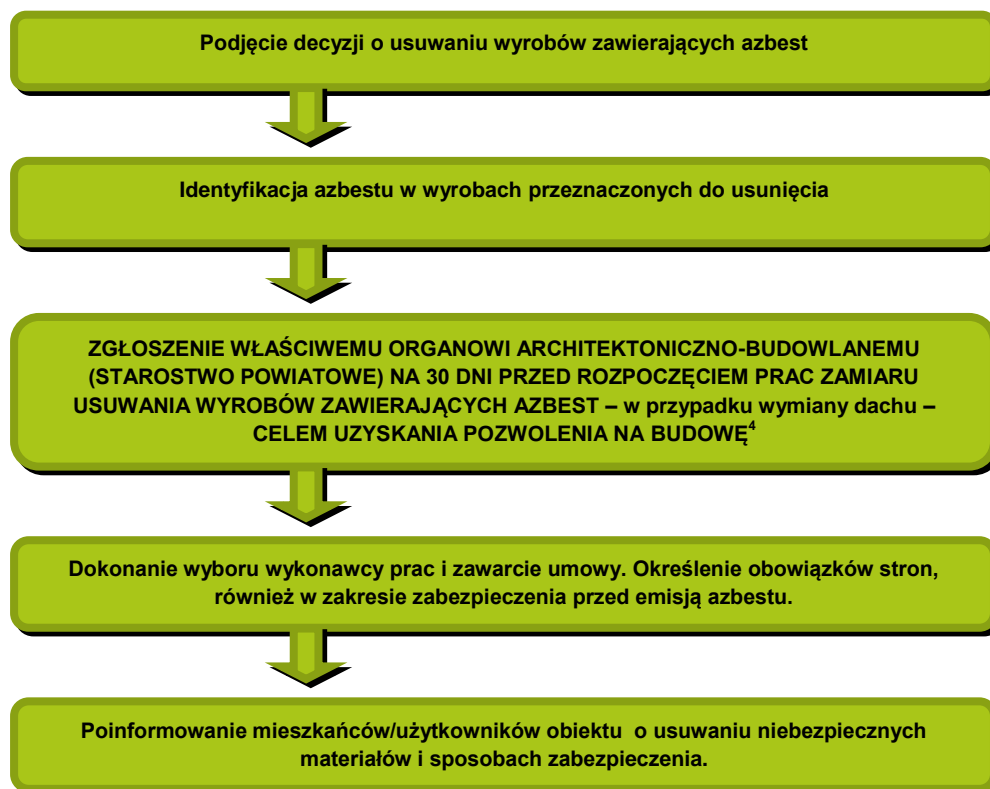 Podjęcie decyzji o usuwaniu wyrobów zawierających azbest
Identyfikacja azbestu w wyrobach przeznaczonych do usunięcia
ZGŁOSZENIE WŁAŚCIWEMU ORGANOWI ARCHITEKTONICZNO-BUDOWLANEMU
(STAROSTWO POWIATOWE) NA 30 DNI PRZED ROZPOCZĘCIEM PRAC ZAMIARU
USUWANIA WYROBÓW ZAWIERAJĄCYCH AZBEST – w przypadku wymiany dachu –
CELEM UZYSKANIA POZWOLENIA NA BUDOWĘ⁴
Dokonanie wyboru wykonawcy prac i zawarcie umowy. Określenie obowiązków stron,
również w zakresie zabezpieczenia przed emisją azbestu.
Poinformowanie mieszkańców/użytkowników obiektu o usuwaniu niebezpiecznych
materiałów i sposobach zabezpieczenia.